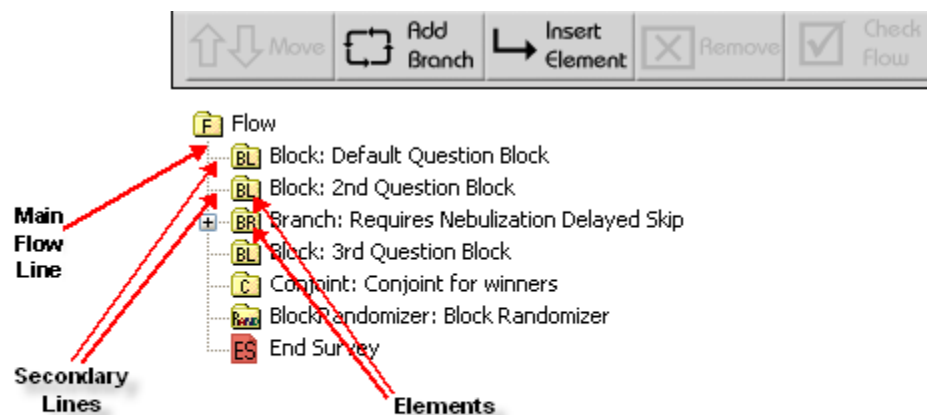 Move
Add
Branch
Insert
Element
Remove
Check
Flow
F Flow
BL Block: Default Question Block
BL Block: 2nd Question Block
BR Branch: Requires Nebulization Delayed Skip
BL Block: 3rd Question Block
C Conjoint: Conjoint for winners
RAND BlockRandomizer: Block Randomizer
ES End Survey
Main
Flow
Line
Secondary
Lines
Elements